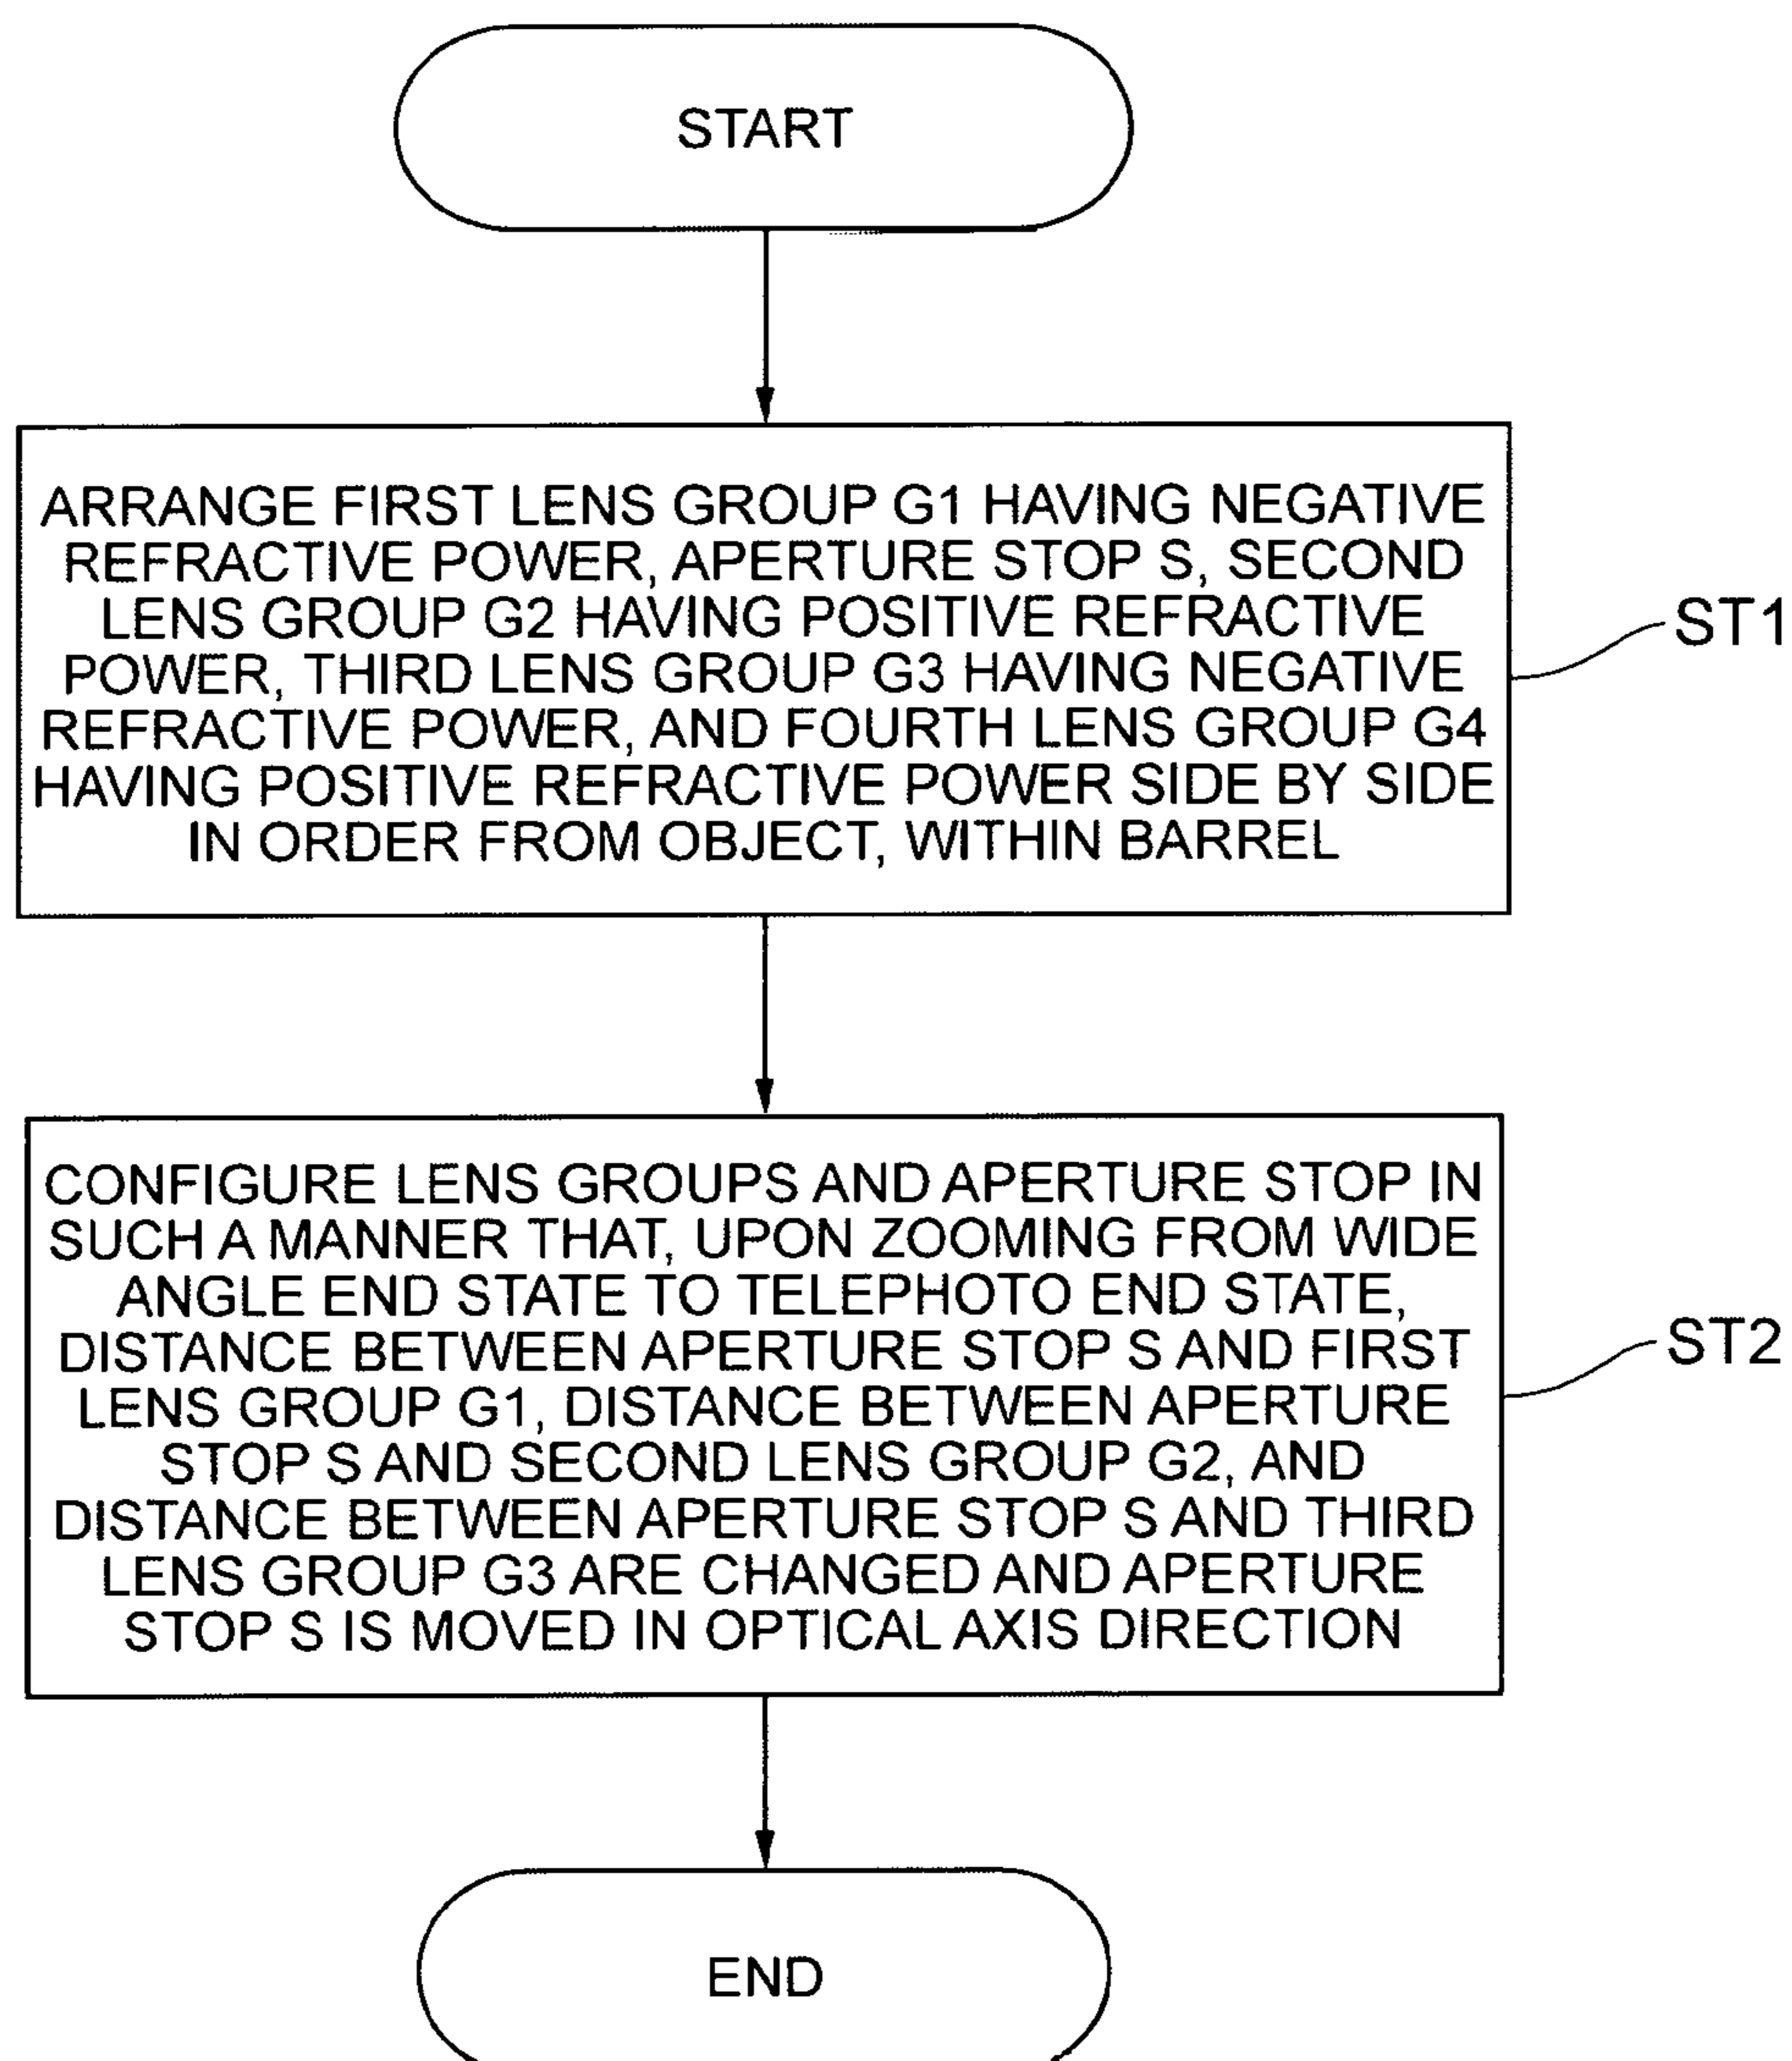 START
ARRANGE FIRST LENS GROUP G1 HAVING NEGATIVE
REFRACTIVE POWER, APERTURE STOP S, SECOND
LENS GROUP G2 HAVING POSITIVE REFRACTIVE
POWER, THIRD LENS GROUP G3 HAVING NEGATIVE
REFRACTIVE POWER, AND FOURTH LENS GROUP G4
HAVING POSITIVE REFRACTIVE POWER SIDE BY SIDE
IN ORDER FROM OBJECT, WITHIN BARREL
ST1
CONFIGURE LENS GROUPS AND APERTURE STOP IN
SUCH A MANNER THAT, UPON ZOOMING FROM WIDE
ANGLE END STATE TO TELEPHOTO END STATE,
DISTANCE BETWEEN APERTURE STOP S AND FIRST
LENS GROUP G1, DISTANCE BETWEEN APERTURE
STOP S AND SECOND LENS GROUP G2, AND
DISTANCE BETWEEN APERTURE STOP S AND THIRD
LENS GROUP G3 ARE CHANGED AND APERTURE
STOP S IS MOVED IN OPTICAL AXIS DIRECTION
ST2
END